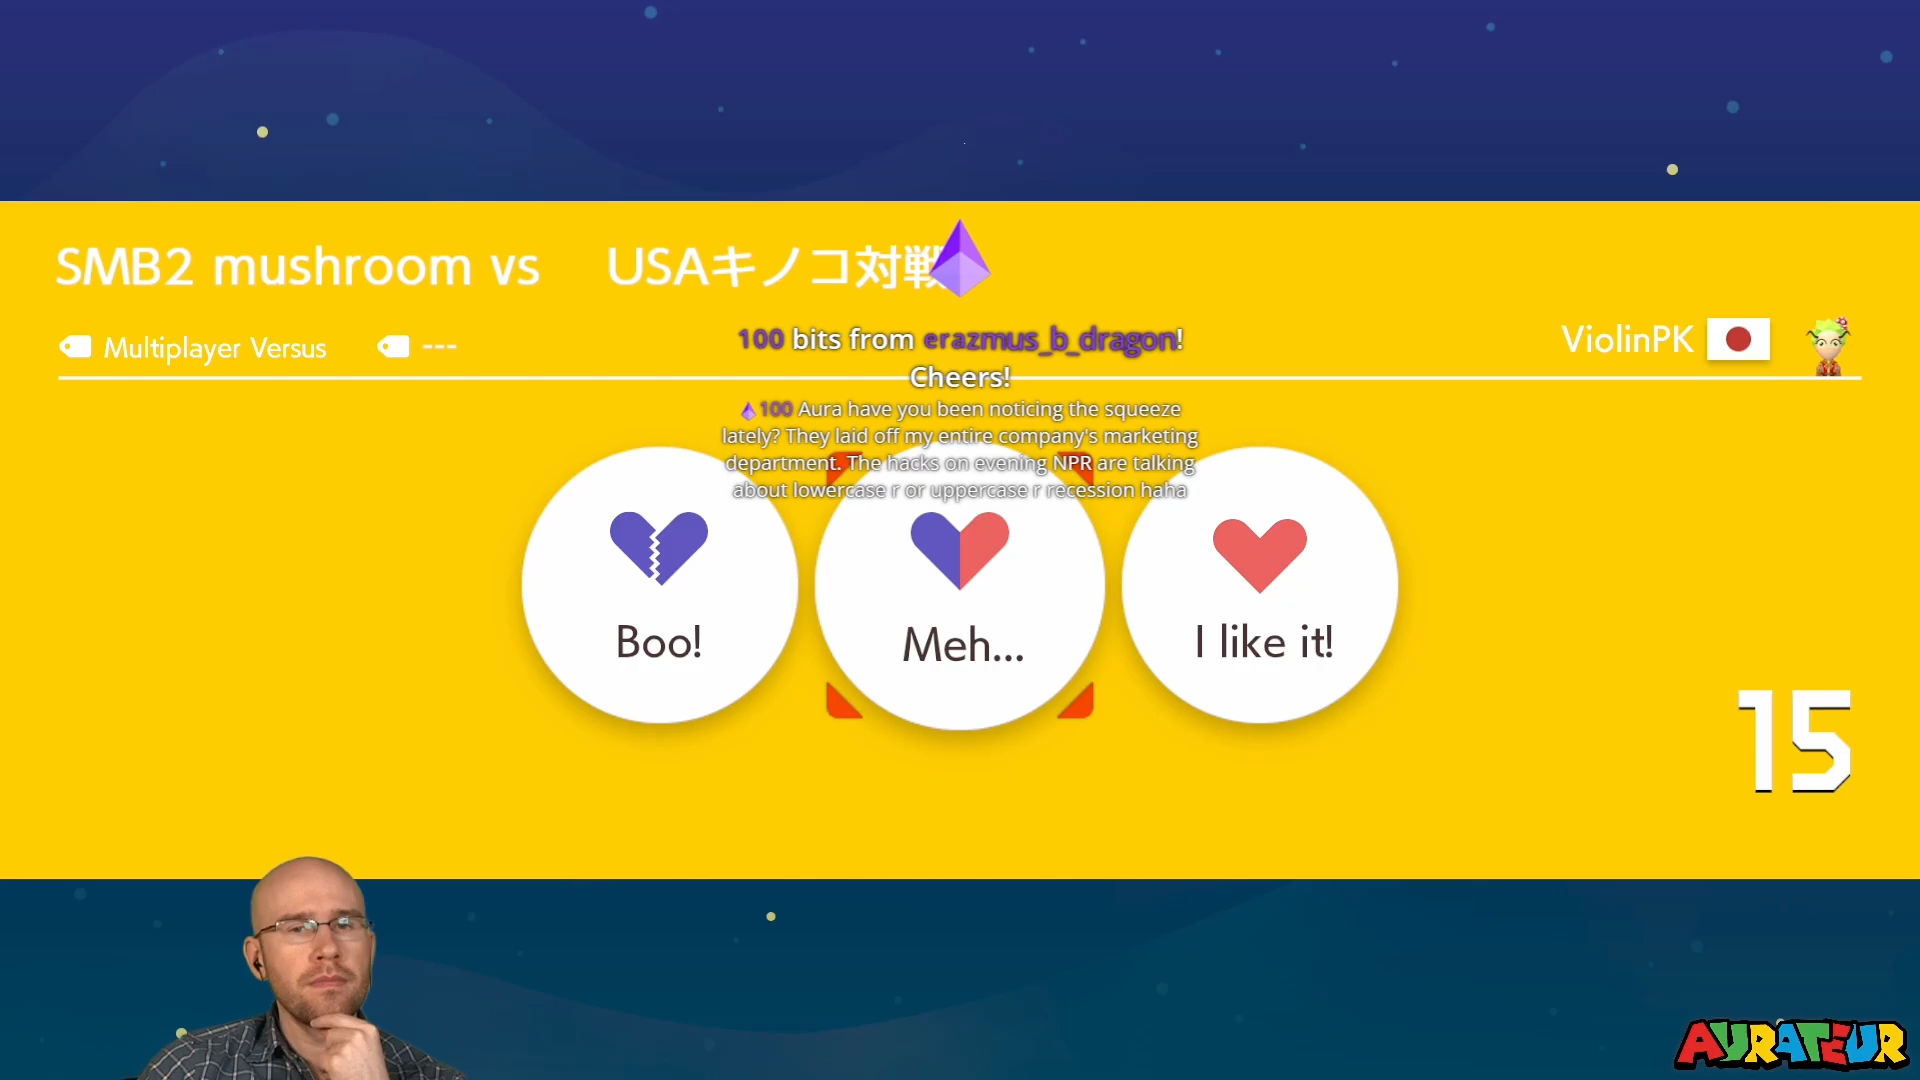 SMB2 mushroom vs USAキノコ対戦
Multiplayer Versus ---
ViolinPK
100 bits from erazmus_b_dragon!
Cheers!
100 Aura have you been noticing the squeeze
lately? They laid off my entire company's marketing
department. The hacks on evening NPR are talking
about lowercase r or uppercase r recession haha
Boo!
Meh...
I like it!
15
AURATEUR